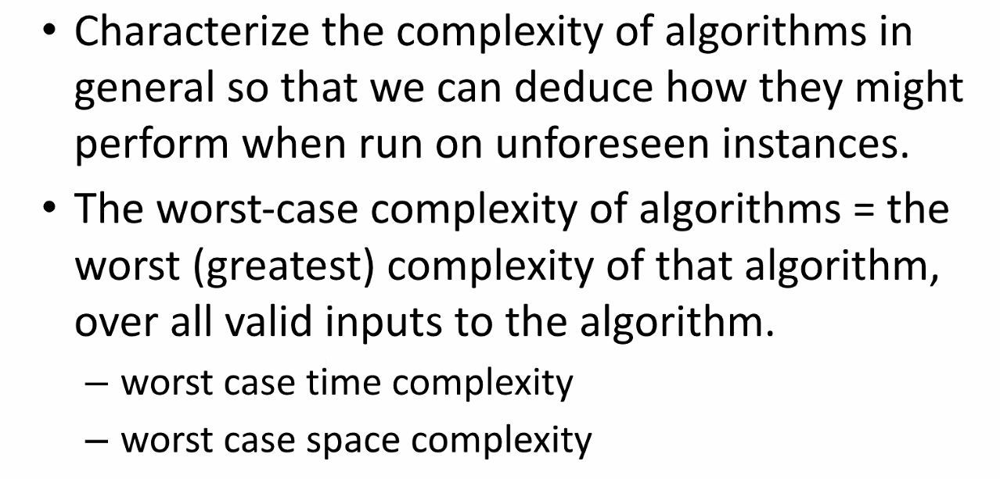 • Characterize the complexity of algorithms in
general so that we can deduce how they might
perform when run on unforeseen instances.
• The worst-case complexity of algorithms = the
worst (greatest) complexity of that algorithm,
over all valid inputs to the algorithm.
– worst case time complexity
– worst case space complexity